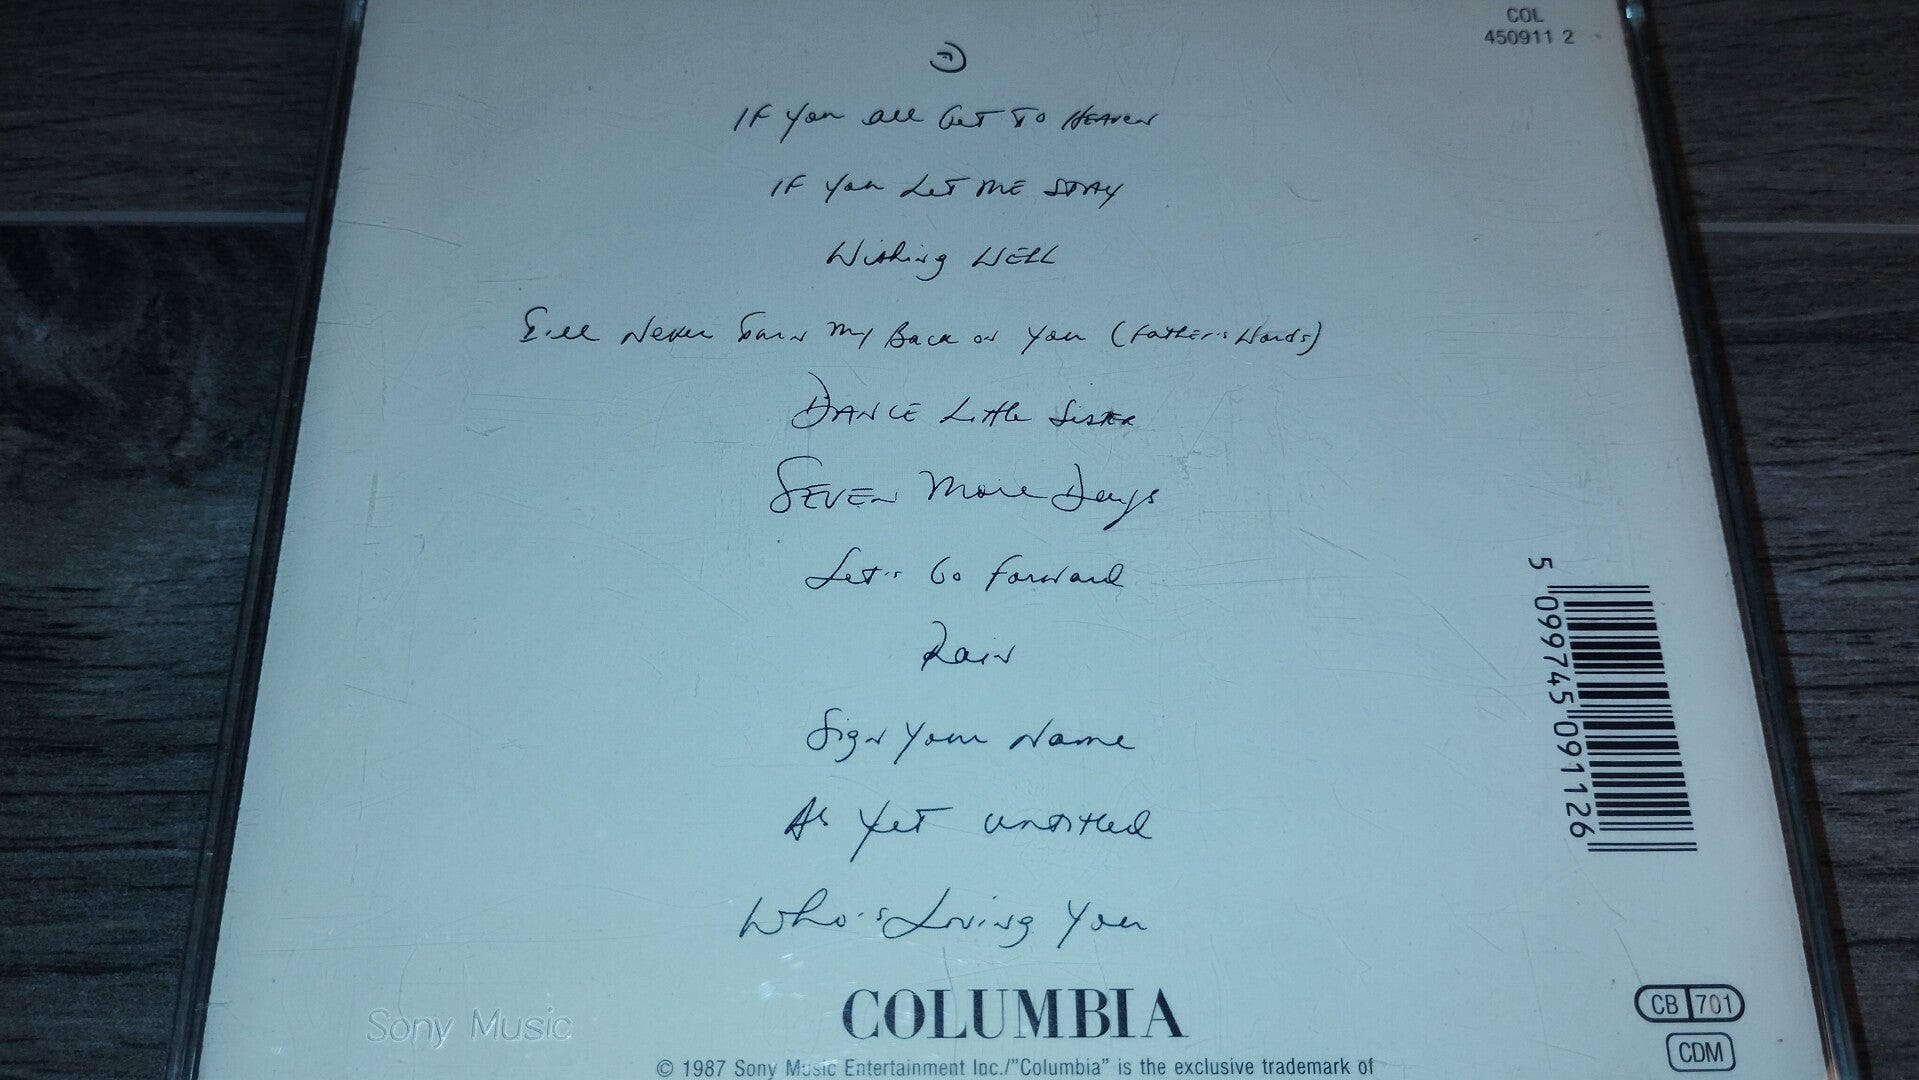 COL
450911 2
If You All Get To Heaven
If You Let Me Stay
Wishing Well
I'll Never Turn My Back on You (Father's Words)
Dance Little Sister
Seven More Days
Let's Go Forward
Rain
Sign Your Name
As Yet Untitled
Who's Loving You
5 099745 091126
COLUMBIA
Sony Music
CB 701
CDM
© 1987 Sony Music Entertainment Inc./"Columbia" is the exclusive trademark of